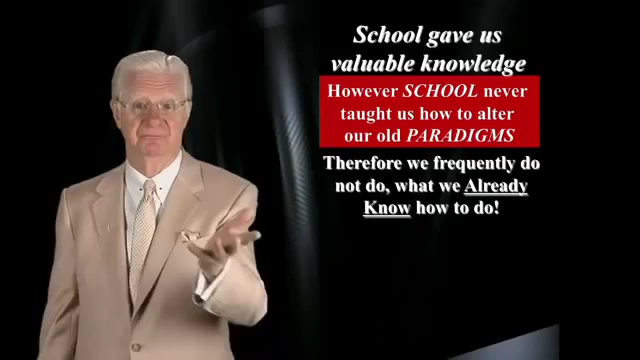 School gave us
valuable knowledge
However SCHOOL never
taught us how to alter
our old PARADIGMS
Therefore we frequently do
not do, what we Already
Know how to do!